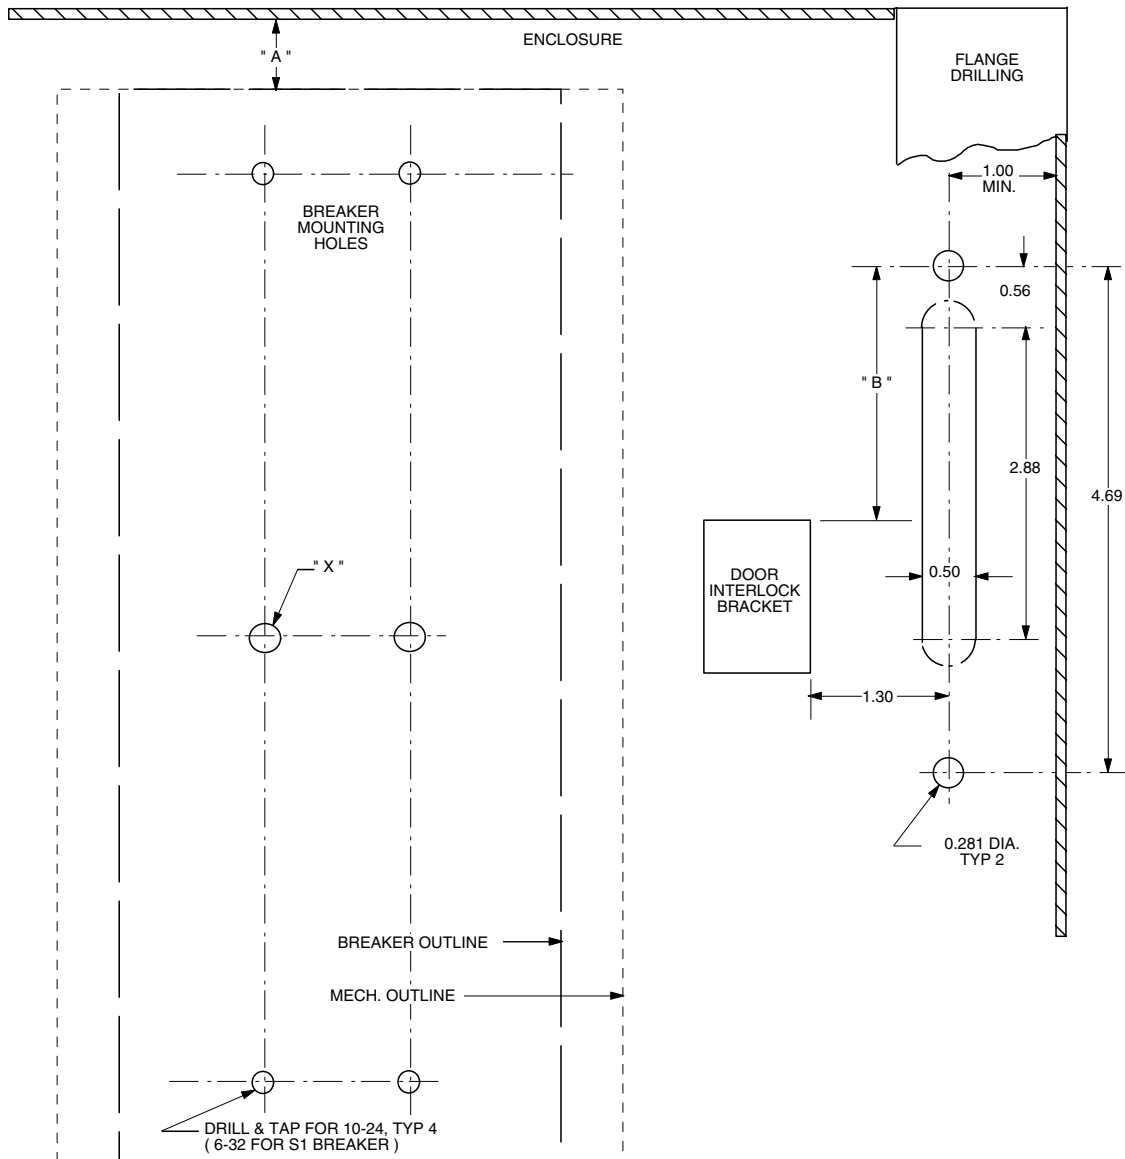 ENCLOSURE
" A "
FLANGE
DRILLING
1.00
MIN.
BREAKER
MOUNTING
HOLES
0.56
" B "
2.88
4.69
" X "
DOOR
INTERLOCK
BRACKET
0.50
1.30
0.281 DIA.
TYP 2
BREAKER OUTLINE
MECH. OUTLINE
DRILL & TAP FOR 10-24, TYP 4
( 6-32 FOR S1 BREAKER )